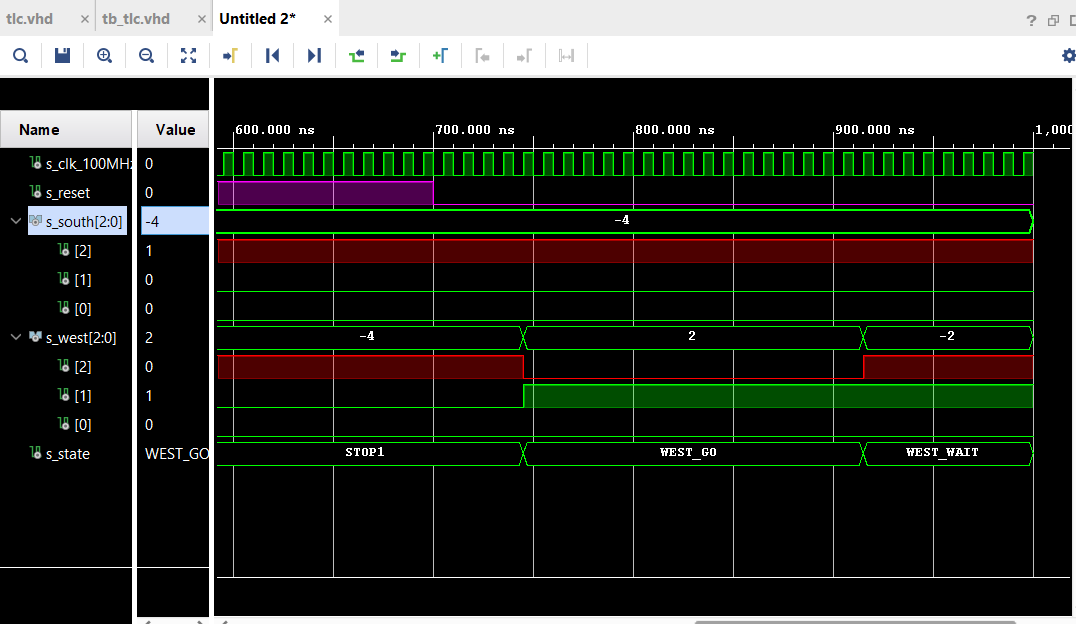 tlc.vhd × tb_tlc.vhd × Untitled 2* ×
?
Name Value
600.000 ns 700.000 ns 800.000 ns 900.000 ns 1,000
s_clk_100MHz 0
s_reset 0
s_south[2:0] -4 -4
[2] 1
[1] 0
[0] 0
s_west[2:0] 2 -4 2 -2
[2] 0
[1] 1
[0] 0
s_state WEST_GO STOP1 WEST_GO WEST_WAIT